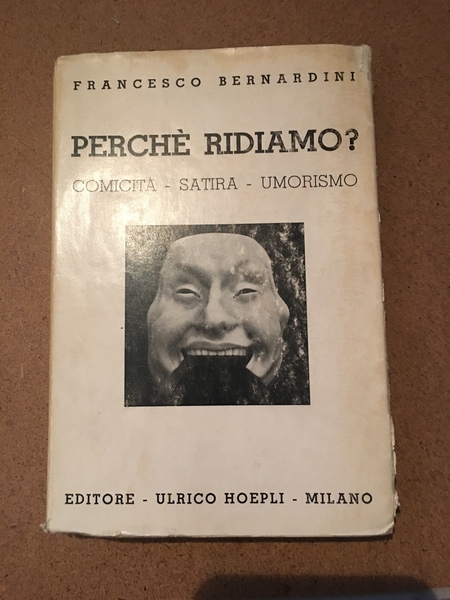 FRANCESCO BERNARDINI
PERCHÈ RIDIAMO?
COMICITÀ - SATIRA - UMORISMO
EDITORE - ULRICO HOEPLI - MILANO